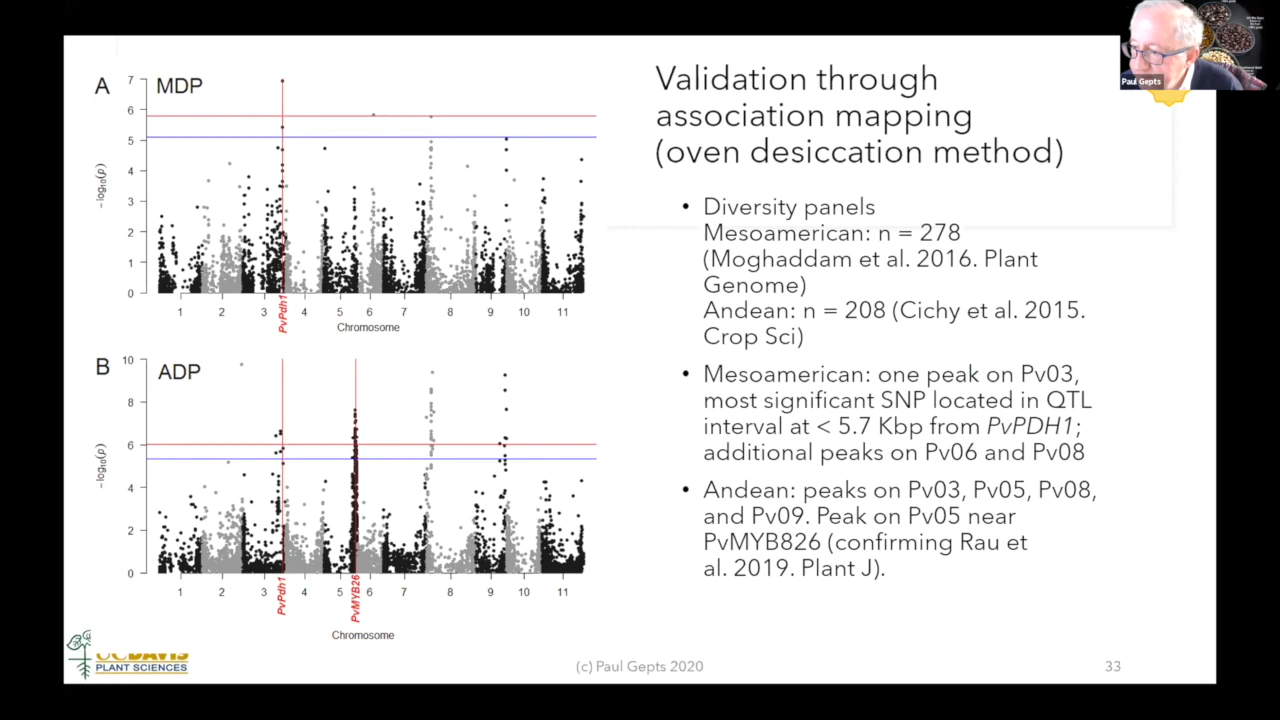 A
MDP
7
6
5
4
3
2
1
0
−log₁₀(p)
1 2 3 4 5 6 7 8 9 10 11
PvPdh1
Chromosome
B
ADP
10
8
6
4
2
0
−log₁₀(p)
1 2 3 4 5 6 7 8 9 10 11
PvPdh1
PvMYB26
Chromosome
Paul Gepts
Validation through
association mapping
(oven desiccation method)
• Diversity panels
Mesoamerican: n = 278
(Moghaddam et al. 2016. Plant
Genome)
Andean: n = 208 (Cichy et al. 2015.
Crop Sci)
• Mesoamerican: one peak on Pv03,
most significant SNP located in QTL
interval at < 5.7 Kbp from PvPDH1;
additional peaks on Pv06 and Pv08
• Andean: peaks on Pv03, Pv05, Pv08,
and Pv09. Peak on Pv05 near
PvMYB826 (confirming Rau et
al. 2019. Plant J).
UC DAVIS
PLANT SCIENCES
(c) Paul Gepts 2020
33